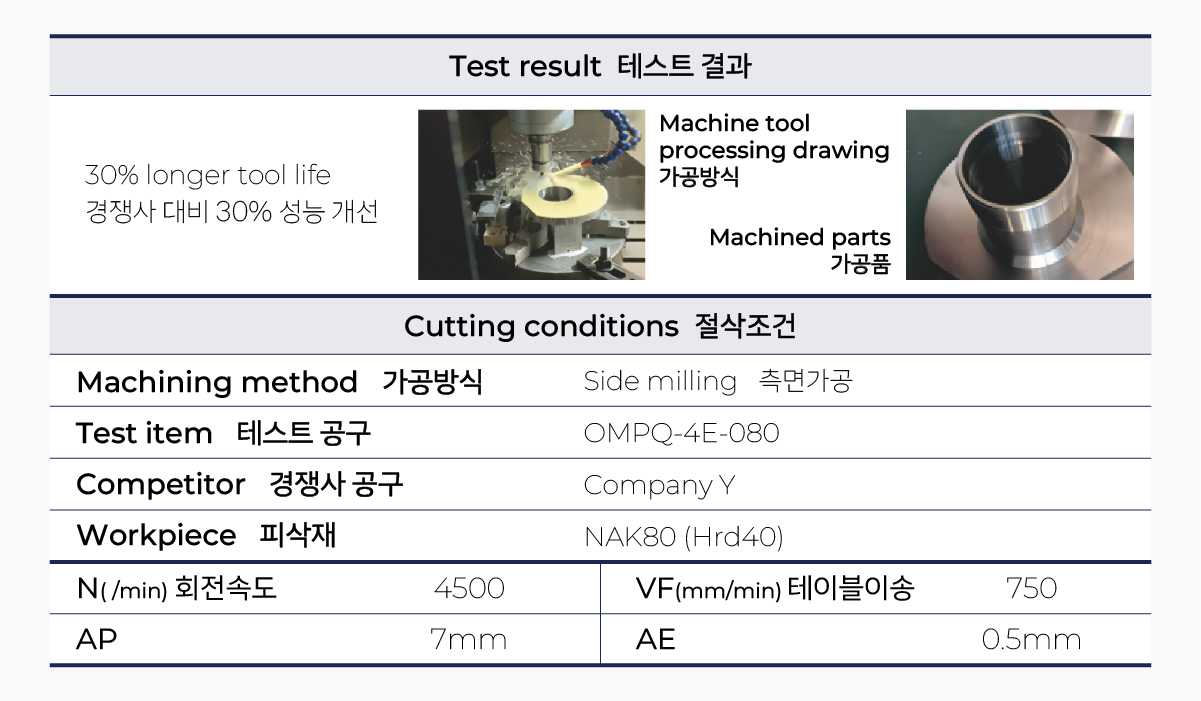 Test result 테스트 결과
30% longer tool life
경쟁사 대비 30% 성능 개선
Machine tool
processing drawing
가공방식
Machined parts
가공품
Cutting conditions 절삭조건
Machining method 가공방식 Side milling 측면가공
Test item 테스트 공구 OMPQ-4E-080
Competitor 경쟁사 공구 Company Y
Workpiece 피삭재 NAK80 (Hrd40)
N( /min) 회전속도 4500 VF(mm/min) 테이블이송 750
AP 7mm AE 0.5mm